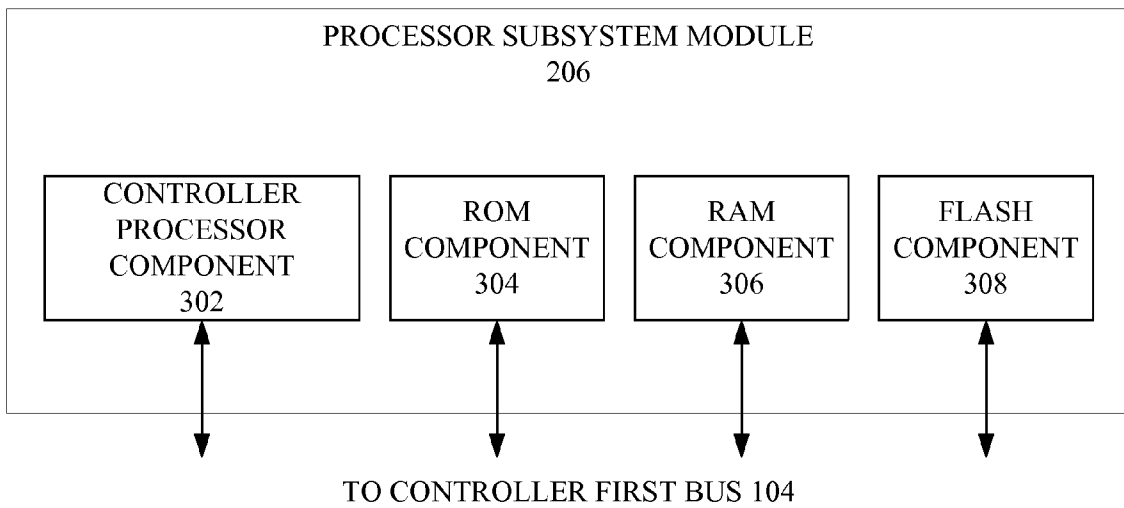 PROCESSOR SUBSYSTEM MODULE
206
CONTROLLER
PROCESSOR
COMPONENT
302
ROM
COMPONENT
304
RAM
COMPONENT
306
FLASH
COMPONENT
308
TO CONTROLLER FIRST BUS 104